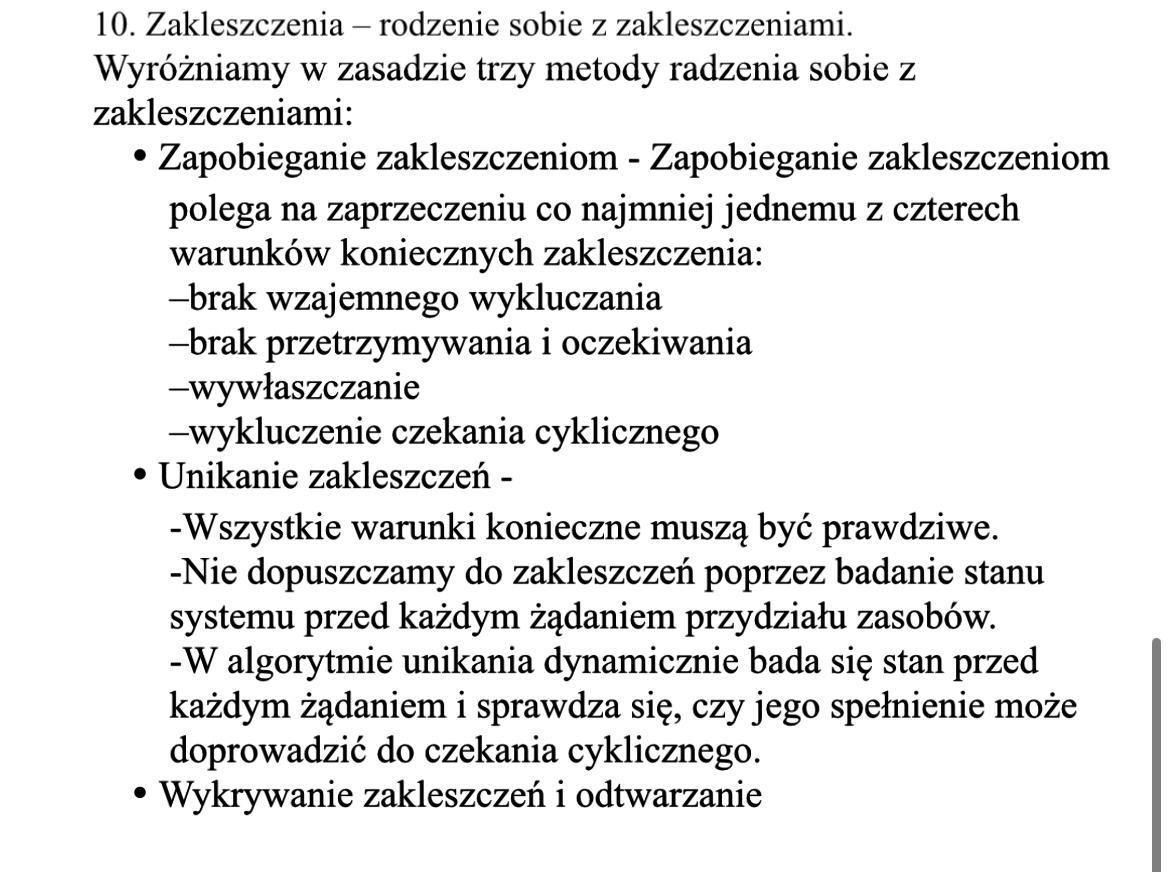 10. Zakleszczenia – rodzenie sobie z zakleszczeniami.
Wyróżniamy w zasadzie trzy metody radzenia sobie z
zakleszczeniami:
• Zapobieganie zakleszczeniom - Zapobieganie zakleszczeniom
polega na zaprzeczeniu co najmniej jednemu z czterech
warunków koniecznych zakleszczenia:
–brak wzajemnego wykluczania
–brak przetrzymywania i oczekiwania
–wywłaszczanie
–wykluczenie czekania cyklicznego
• Unikanie zakleszczeń -
-Wszystkie warunki konieczne muszą być prawdziwe.
-Nie dopuszczamy do zakleszczeń poprzez badanie stanu
systemu przed każdym żądaniem przydziału zasobów.
-W algorytmie unikania dynamicznie bada się stan przed
każdym żądaniem i sprawdza się, czy jego spełnienie może
doprowadzić do czekania cyklicznego.
• Wykrywanie zakleszczeń i odtwarzanie